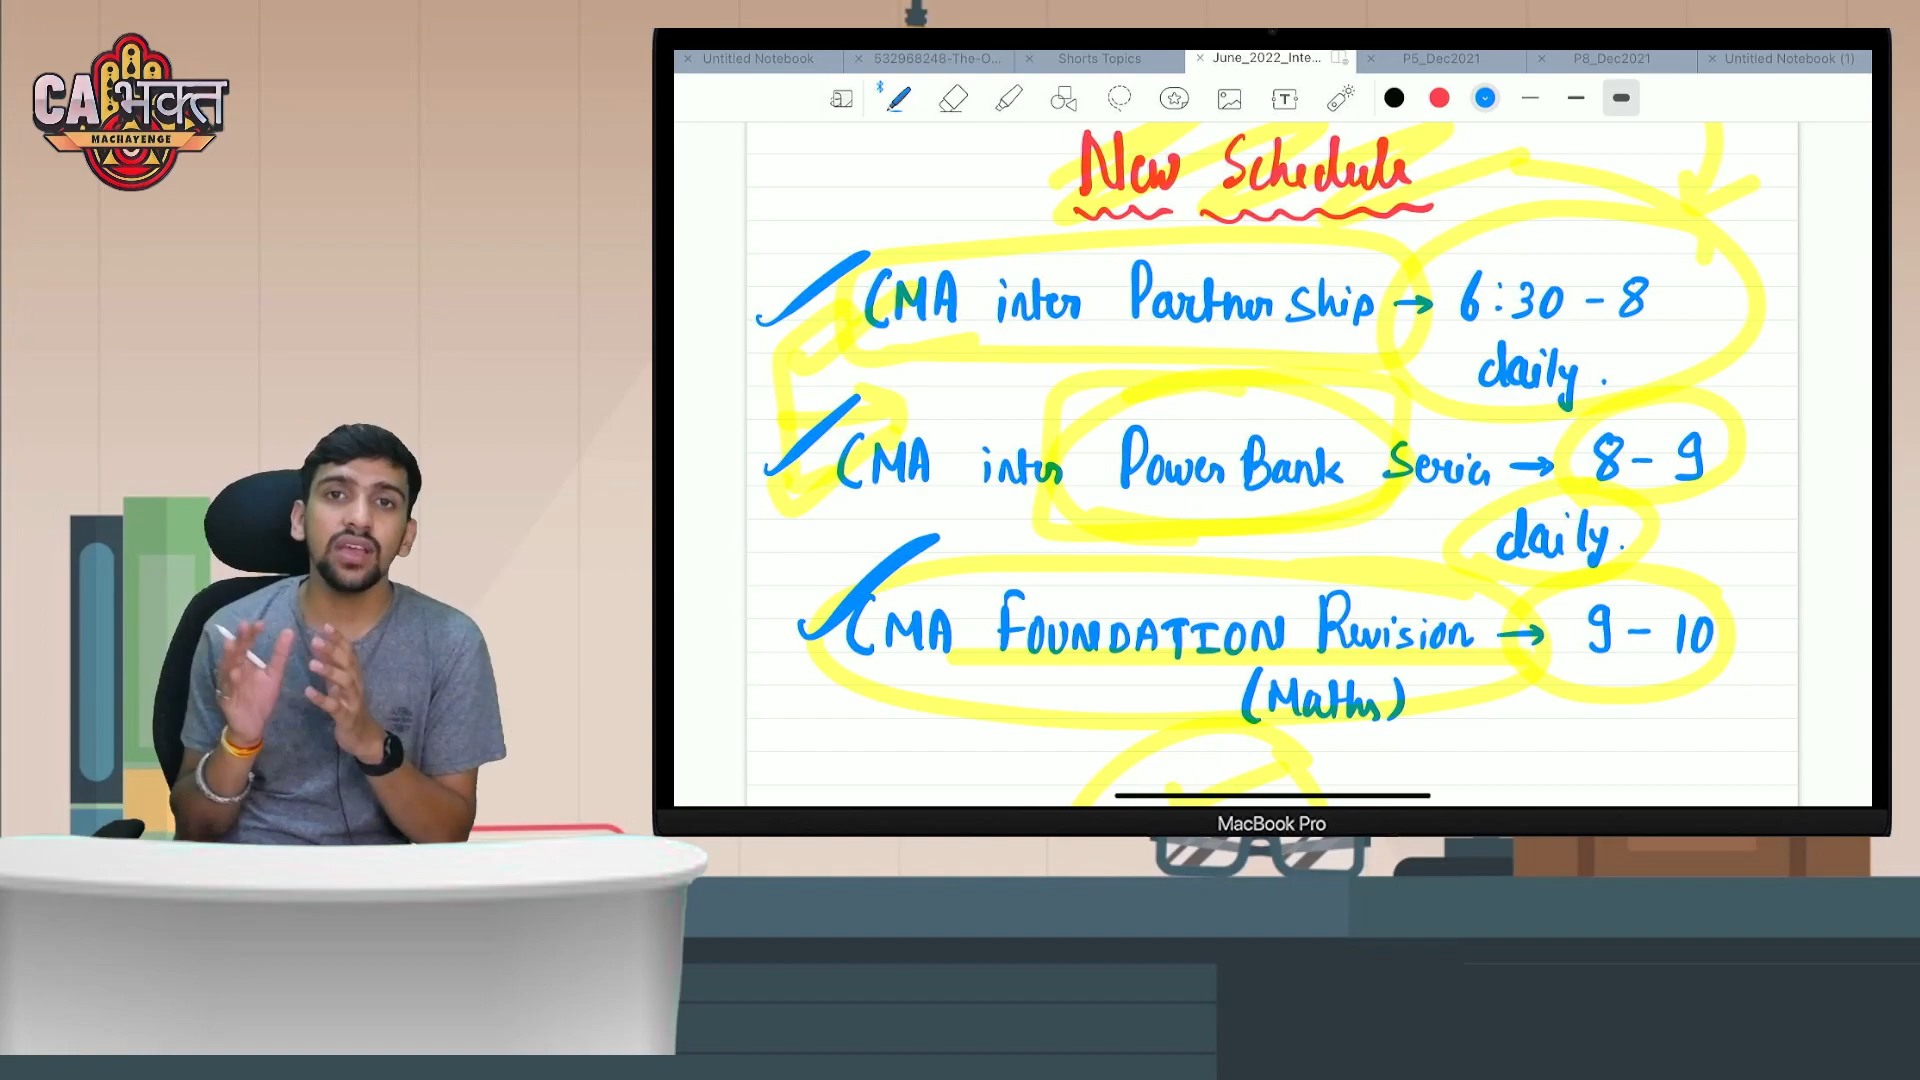 CA भक्त
MACHAYENGE
Untitled Notebook
532968248-The-O...
Shorts Topics
June_2022_Inte...
P5_Dec2021
P8_Dec2021
Untitled Notebook (1)
T
New Schedule
CMA inter Partnership → 6:30 - 8
daily.
CMA inter Power Bank Series → 8 - 9
daily.
CMA FOUNDATION Revision → 9 - 10
(Maths)
MacBook Pro